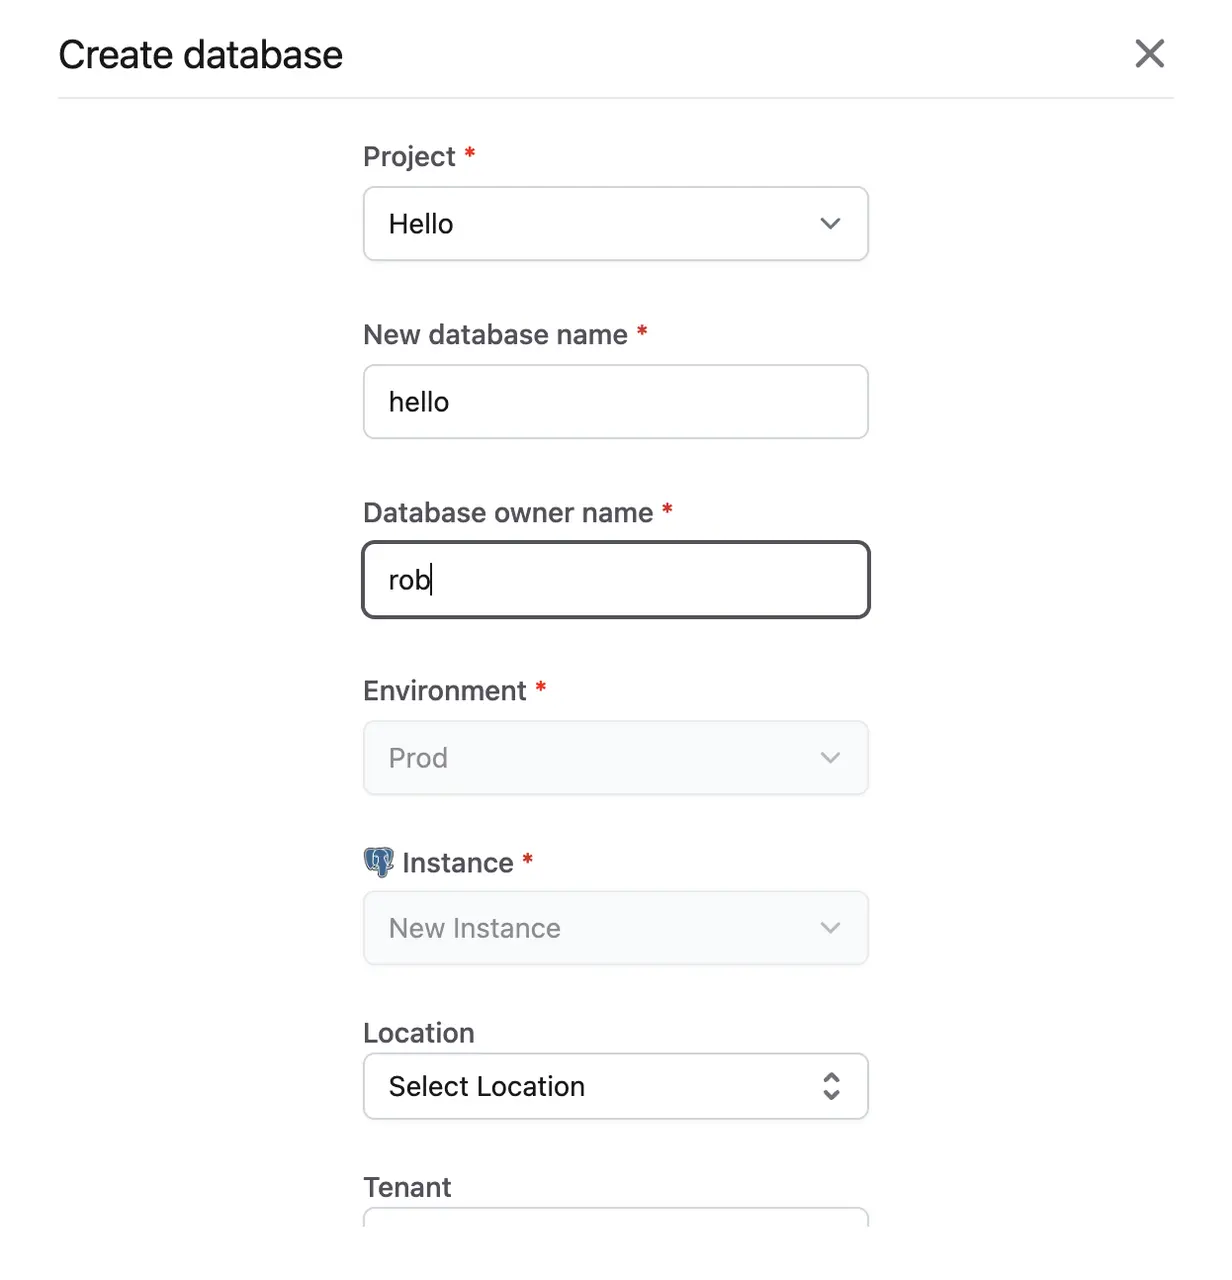 Create database
Project *
Hello
New database name *
hello
Database owner name *
rob
Environment *
Prod
Instance *
New Instance
Location
Select Location
Tenant